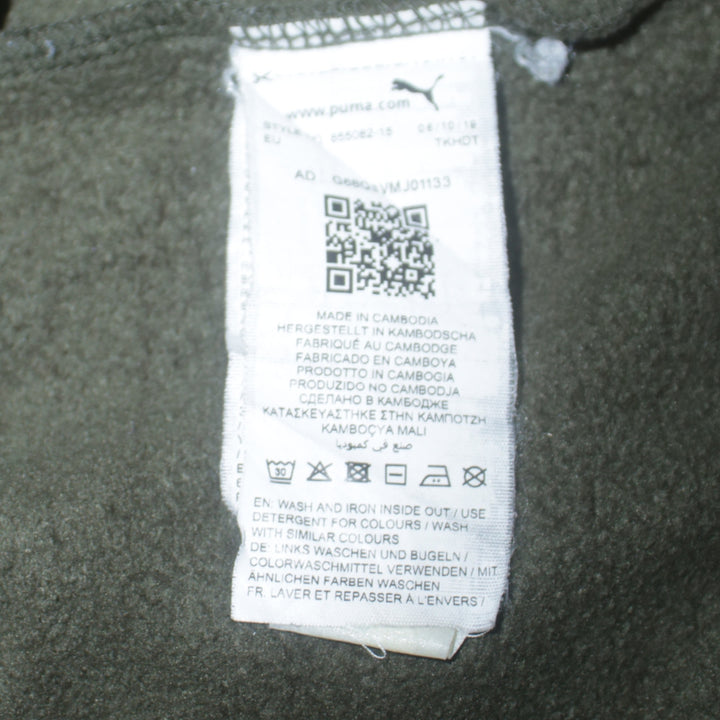 www.puma.com
STYLE 855082-15 06/10/19
EU TKHDT
AD
MADE IN CAMBODIA
HERGESTELLT IN KAMBODSCHA
FABRIQUÉ AU CAMBODGE
FABRICADO EN CAMBOYA
PRODOTTO IN CAMBOGIA
PRODUZIDO NO CAMBODJA
СДЕЛАНО В КАМБОДЖЕ
ΚΑΤΑΣΚΕΥΑΣΤΗΚΕ ΣΤΗΝ ΚΑΜΠΟΤΖΗ
KAMBOÇYA MALI
صنع في كمبوديا
30
EN: WASH AND IRON INSIDE OUT / USE
DETERGENT FOR COLOURS / WASH
WITH SIMILAR COLOURS
DE: LINKS WASCHEN UND BÜGELN /
COLORWASCHMITTEL VERWENDEN / MIT
ÄHNLICHEN FARBEN WASCHEN
FR: LAVER ET REPASSER À L'ENVERS /